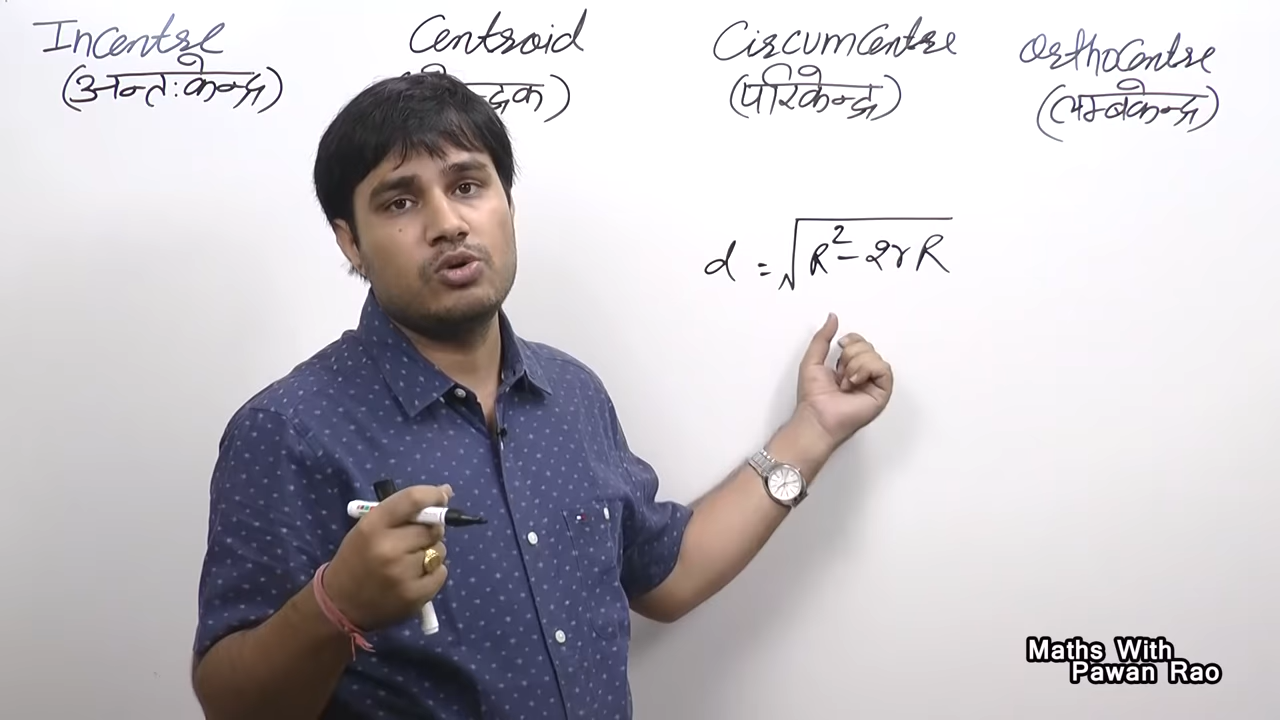 Incentre
(अन्तःकेन्द्र)
Centroid
Circumcentre
(परिकेन्द्र)
Orthocentre
(लम्बकेन्द्र)
d = √R² - 2rR
Maths With
Pawan Rao